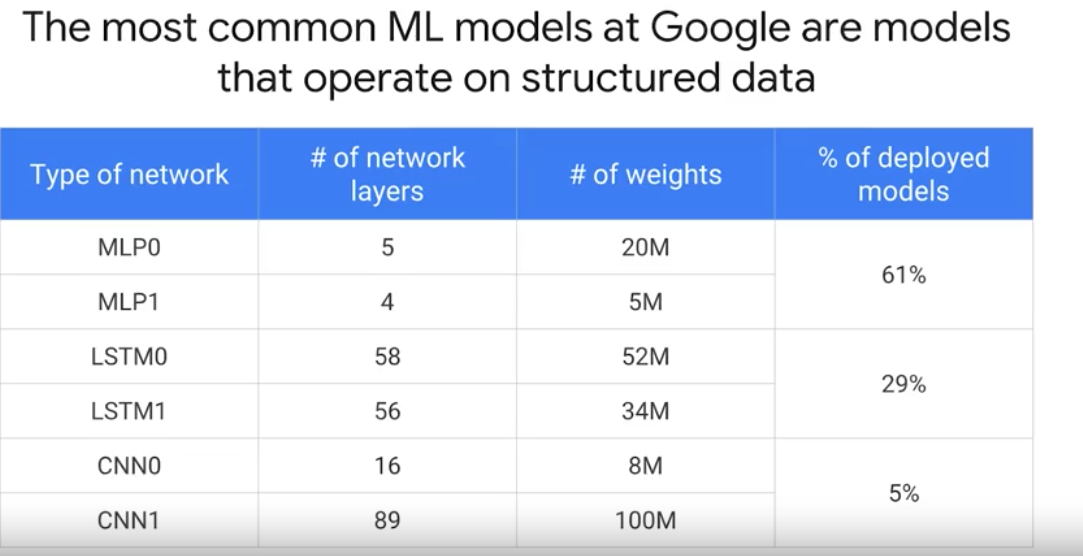 The most common ML models at Google are models
that operate on structured data
Type of network # of network layers # of weights % of deployed models
MLP0 5 20M 61%
MLP1 4 5M
LSTM0 58 52M 29%
LSTM1 56 34M
CNN0 16 8M 5%
CNN1 89 100M